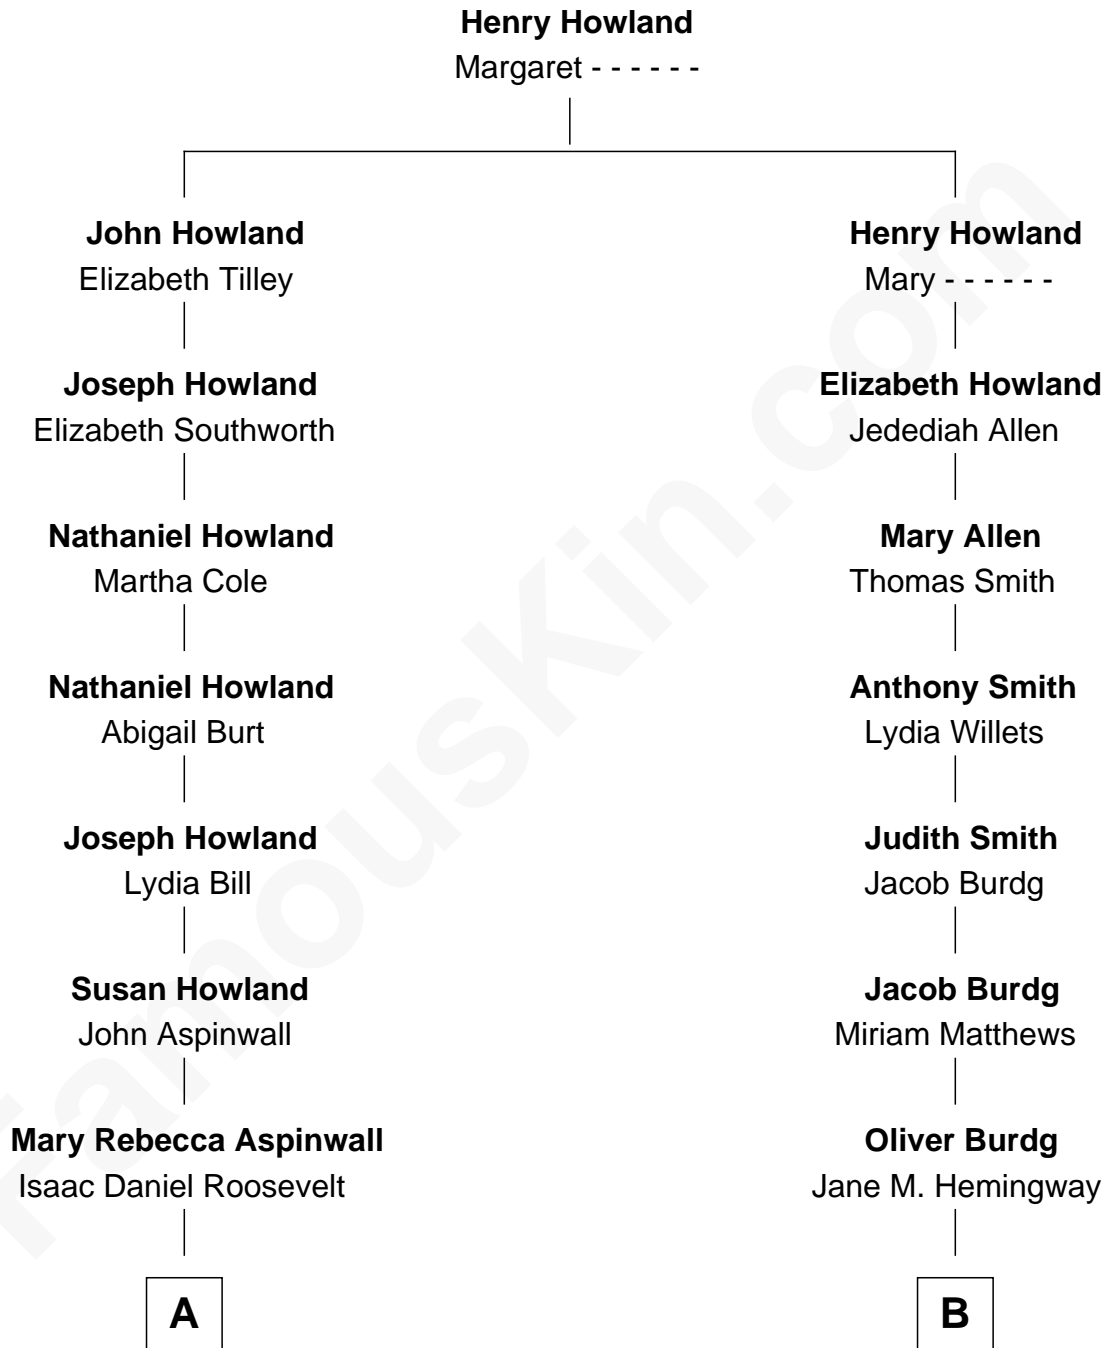 Henry Howland
Margaret - - - - - -
John Howland
Elizabeth Tilley
Joseph Howland
Elizabeth Southworth
Nathaniel Howland
Martha Cole
Nathaniel Howland
Abigail Burt
Joseph Howland
Lydia Bill
Susan Howland
John Aspinwall
Mary Rebecca Aspinwall
Isaac Daniel Roosevelt
A
Henry Howland
Mary - - - - - -
Elizabeth Howland
Jedediah Allen
Mary Allen
Thomas Smith
Anthony Smith
Lydia Willets
Judith Smith
Jacob Burdg
Jacob Burdg
Miriam Matthews
Oliver Burdg
Jane M. Hemingway
B
FamousKin.com